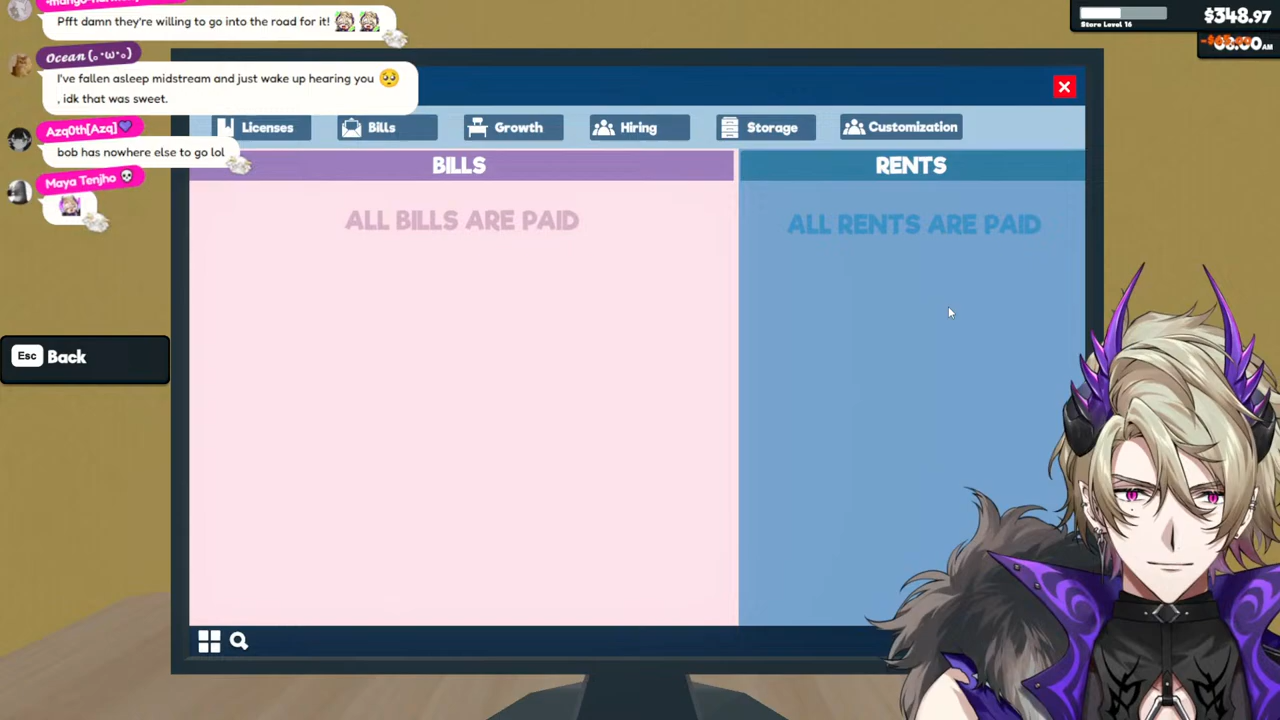 Pfft damn they're willing to go into the road for it!
Ocean (｡･ω･｡)
I've fallen asleep midstream and just wake up hearing you
, idk that was sweet.
Azq0th[Azq]
bob has nowhere else to go lol
Maya Tenjho
$348.97
Store Level 16
AM
Licenses
Bills
Growth
Hiring
Storage
Customization
BILLS
RENTS
ALL BILLS ARE PAID
ALL RENTS ARE PAID
Esc
Back